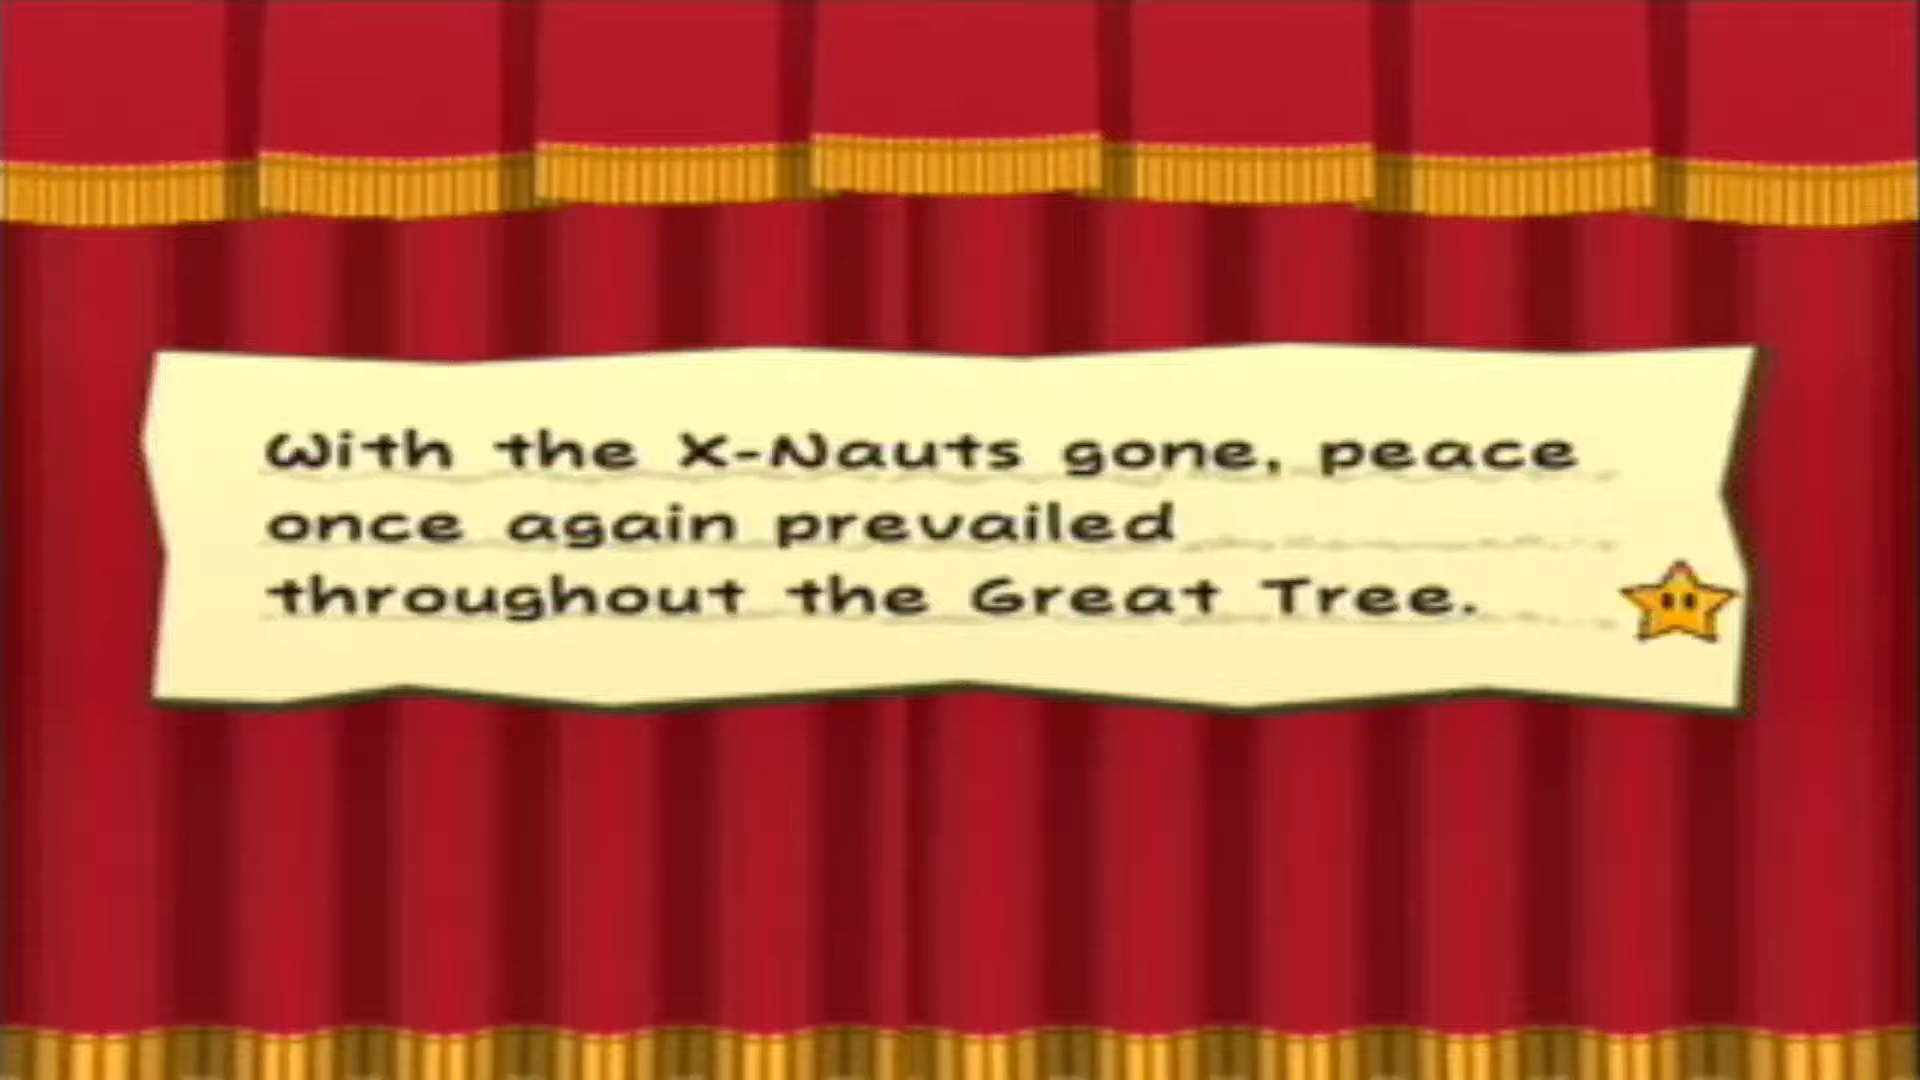 With the X-Nauts gone, peace
once again prevailed
throughout the Great Tree.